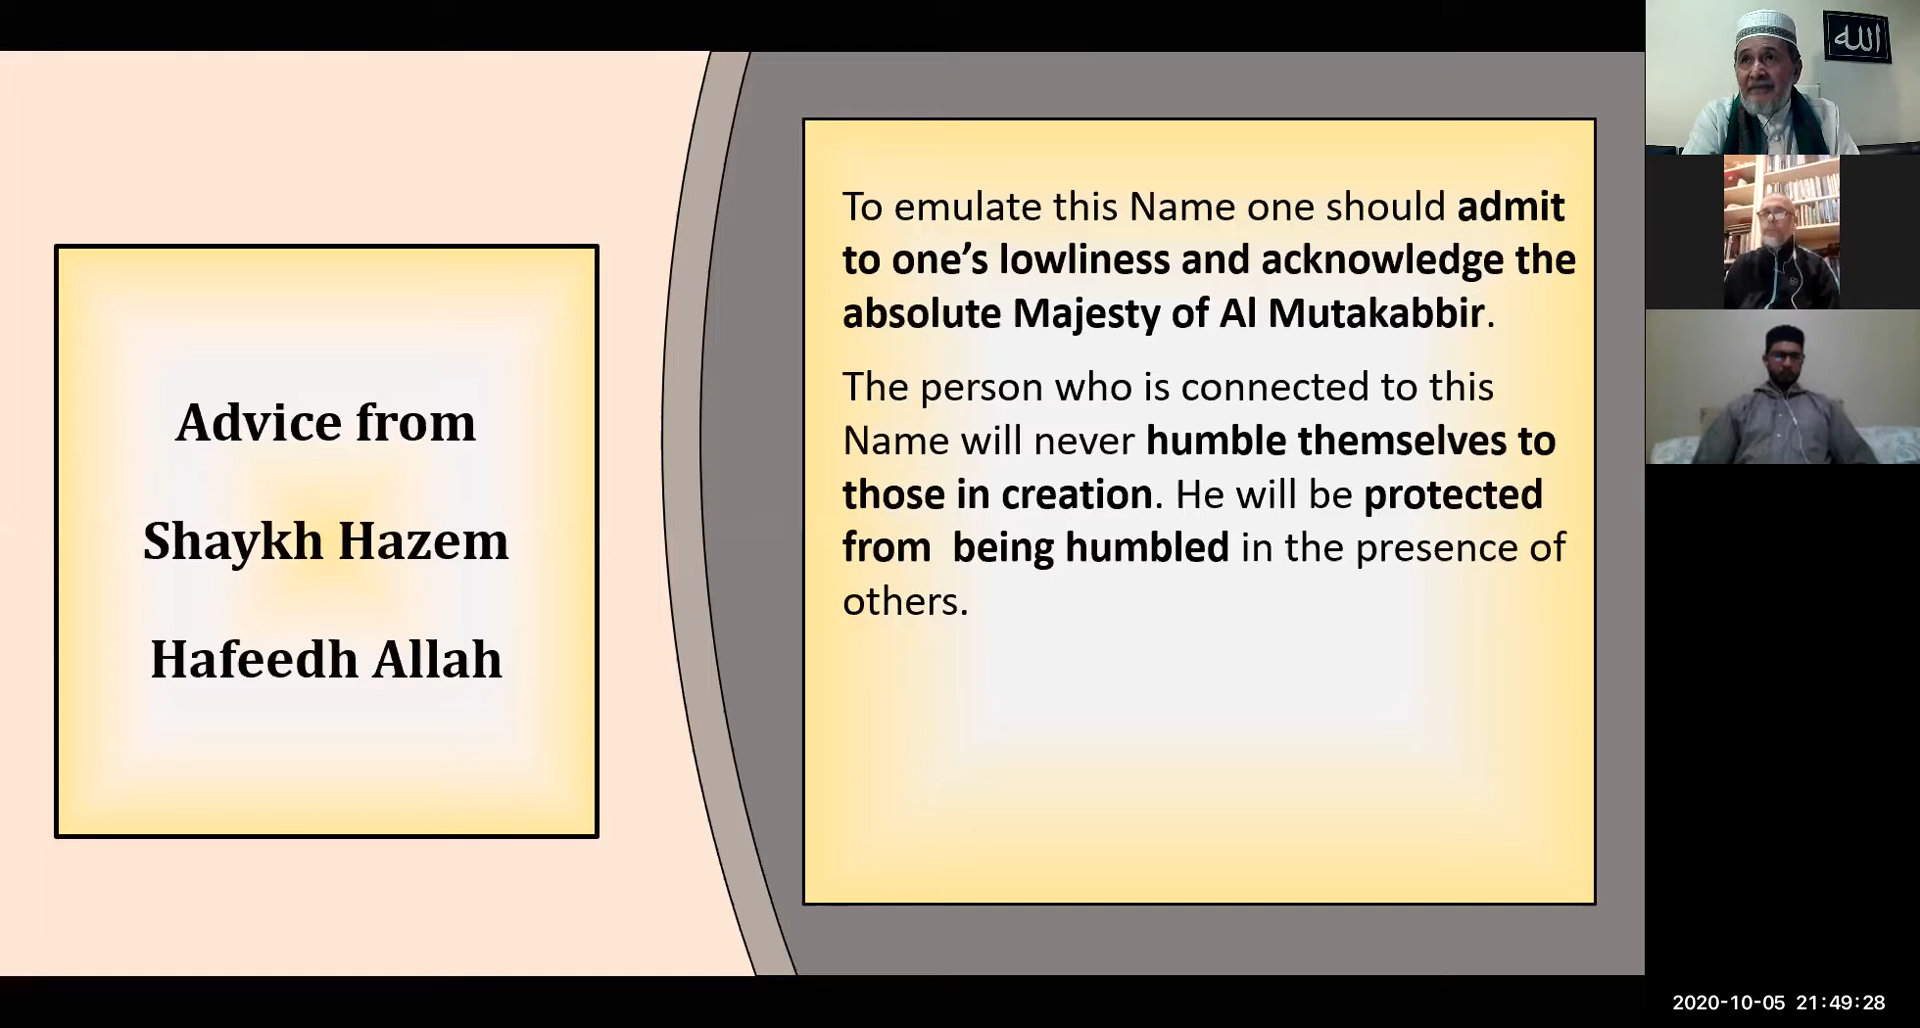 Advice from
Shaykh Hazem
Hafeedh Allah
To emulate this Name one should admit
to one’s lowliness and acknowledge the
absolute Majesty of Al Mutakabbir.
The person who is connected to this
Name will never humble themselves to
those in creation. He will be protected
from  being humbled in the presence of
others.
الله
2020-10-05 21:49:28